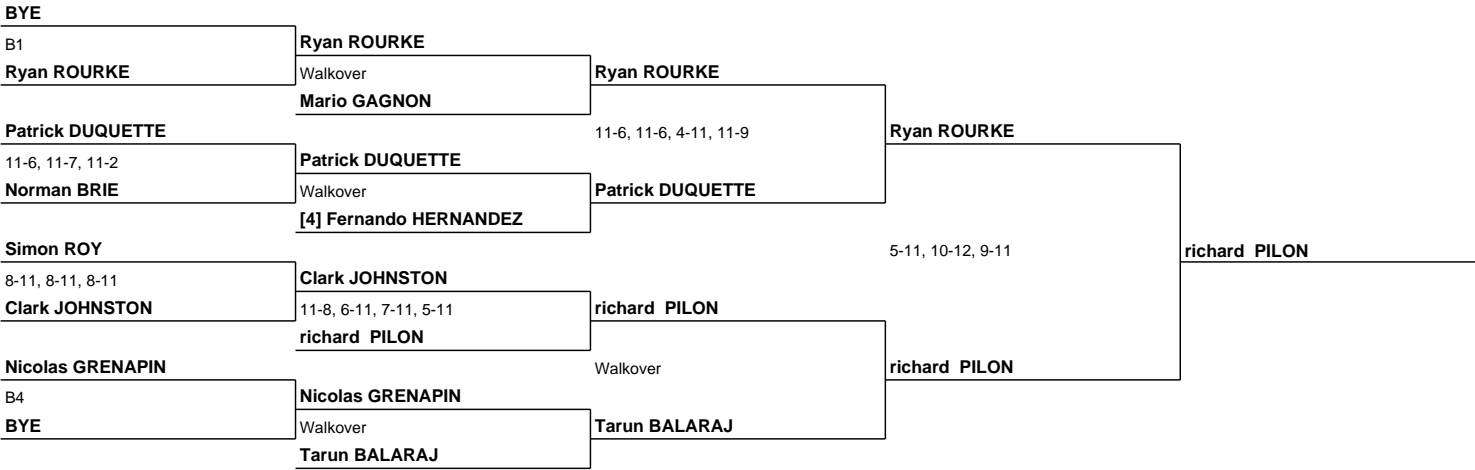 BYE
B1
Ryan ROURKE
Ryan ROURKE
Walkover
Mario GAGNON
Ryan ROURKE
Patrick DUQUETTE
11-6, 11-7, 11-2
Norman BRIE
Patrick DUQUETTE
Walkover
[4] Fernando HERNANDEZ
11-6, 11-6, 4-11, 11-9
Patrick DUQUETTE
Ryan ROURKE
Simon ROY
8-11, 8-11, 8-11
Clark JOHNSTON
Clark JOHNSTON
11-8, 6-11, 7-11, 5-11
richard PILON
richard PILON
Nicolas GRENAPIN
B4
BYE
Nicolas GRENAPIN
Walkover
Tarun BALARAJ
Walkover
Tarun BALARAJ
richard PILON
5-11, 10-12, 9-11
richard PILON